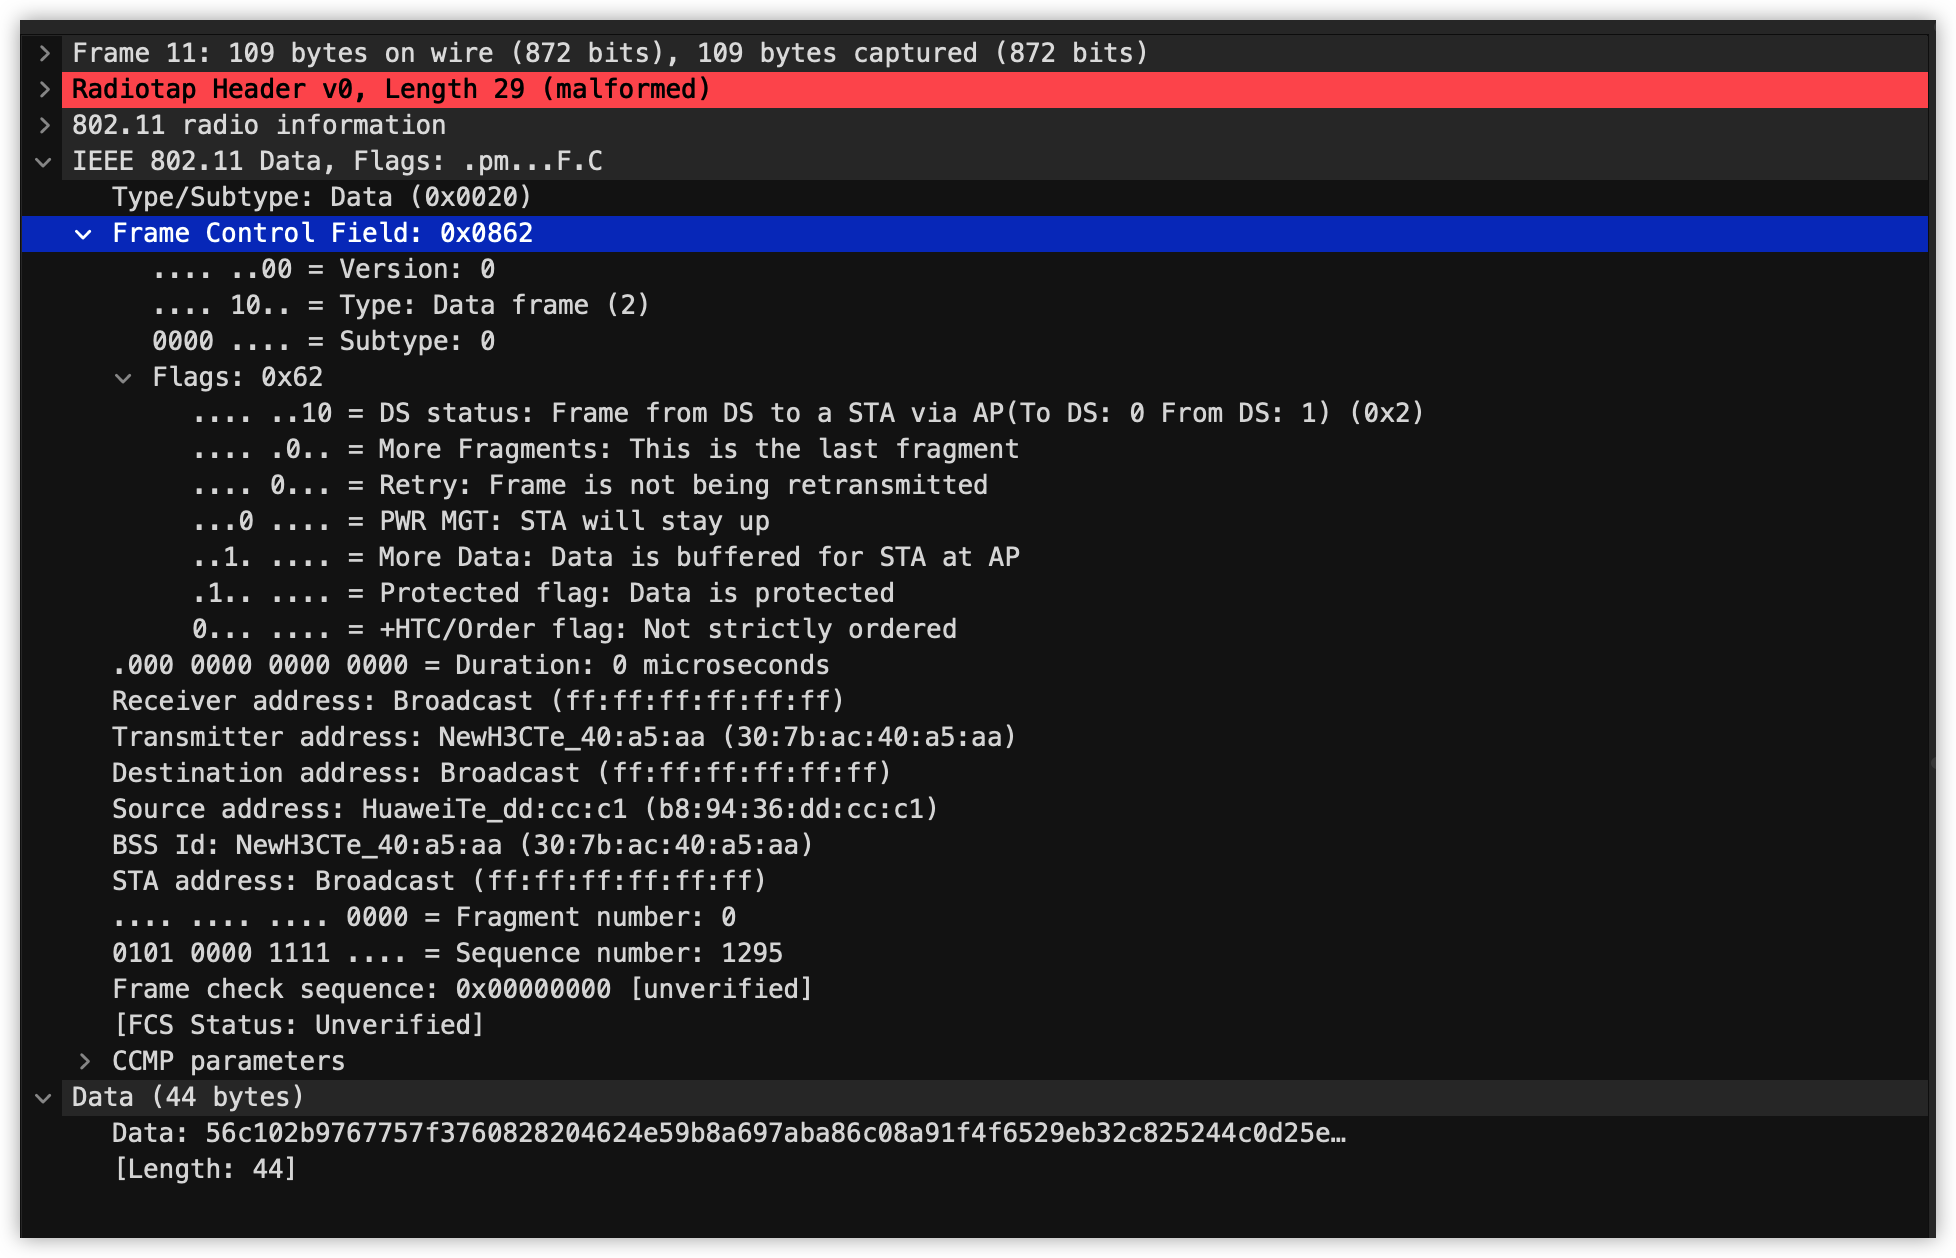 Frame 11: 109 bytes on wire (872 bits), 109 bytes captured (872 bits)
Radiotap Header v0, Length 29 (malformed)
802.11 radio information
IEEE 802.11 Data, Flags: .pm...F.C
Type/Subtype: Data (0x0020)
Frame Control Field: 0x0862
.... ..00 = Version: 0
.... 10.. = Type: Data frame (2)
0000 .... = Subtype: 0
Flags: 0x62
.... ..10 = DS status: Frame from DS to a STA via AP(To DS: 0 From DS: 1) (0x2)
.... .0.. = More Fragments: This is the last fragment
.... 0... = Retry: Frame is not being retransmitted
...0 .... = PWR MGT: STA will stay up
..1. .... = More Data: Data is buffered for STA at AP
.1.. .... = Protected flag: Data is protected
0... .... = +HTC/Order flag: Not strictly ordered
.000 0000 0000 0000 = Duration: 0 microseconds
Receiver address: Broadcast (ff:ff:ff:ff:ff:ff)
Transmitter address: NewH3CTe_40:a5:aa (30:7b:ac:40:a5:aa)
Destination address: Broadcast (ff:ff:ff:ff:ff:ff)
Source address: HuaweiTe_dd:cc:c1 (b8:94:36:dd:cc:c1)
BSS Id: NewH3CTe_40:a5:aa (30:7b:ac:40:a5:aa)
STA address: Broadcast (ff:ff:ff:ff:ff:ff)
.... .... .... 0000 = Fragment number: 0
0101 0000 1111 .... = Sequence number: 1295
Frame check sequence: 0x00000000 [unverified]
[FCS Status: Unverified]
CCMP parameters
Data (44 bytes)
Data: 56c102b9767757f3760828204624e59b8a697aba86c08a91f4f6529eb32c825244c0d25e…
[Length: 44]